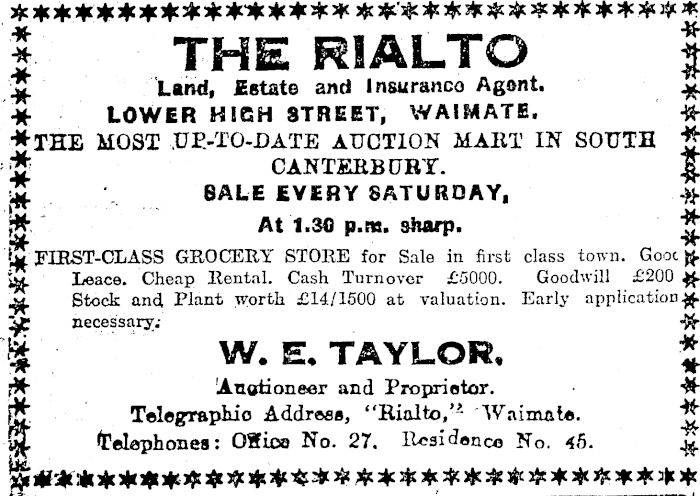 THE RIALTO
Land, Estate and Insurance Agent.
LOWER HIGH STREET, WAIMATE.
THE MOST UP-TO-DATE AUCTION MART IN SOUTH
CANTERBURY.
SALE EVERY SATURDAY,
At 1.30 p.m. sharp.
FIRST-CLASS GROCERY STORE for Sale in first class town. Good
Leace. Cheap Rental. Cash Turnover £5000. Goodwill £200
Stock and Plant worth £14/1500 at valuation. Early application
necessary.
W. E. TAYLOR.
Auctioneer and Proprietor.
Telegraphic Address, "Rialto," Waimate.
Telephones: Office No. 27. Residence No. 45.